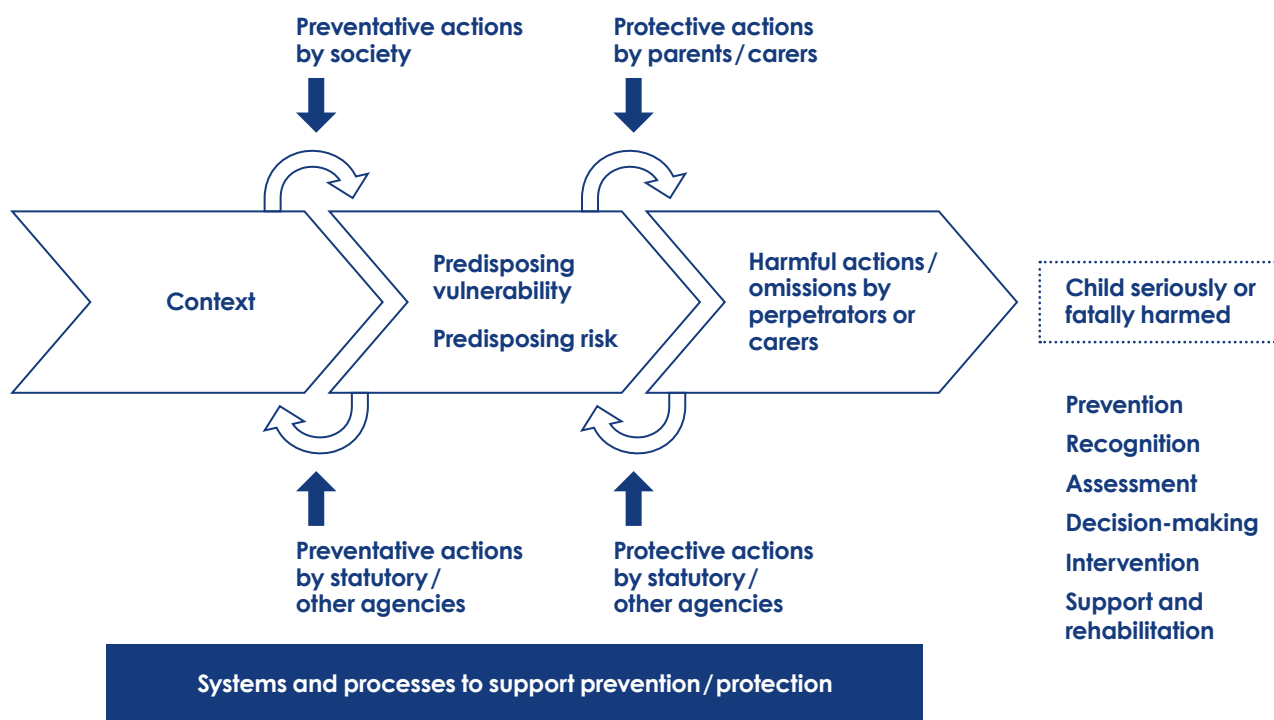 Preventative actions
by society
Protective actions
by parents/carers
Context
Predisposing
vulnerability
Predisposing risk
Harmful actions/
omissions by
perpetrators or
carers
Child seriously or
fatally harmed
Preventative actions
by statutory/
other agencies
Protective actions
by statutory/
other agencies
Prevention
Recognition
Assessment
Decision-making
Intervention
Support and
rehabilitation
Systems and processes to support prevention/protection